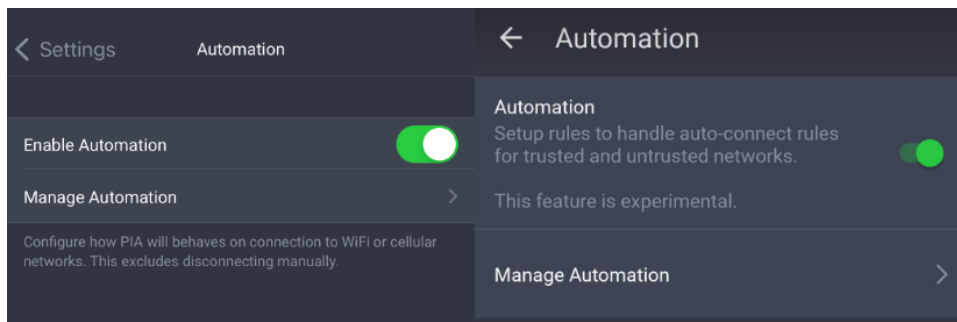 Settings
Automation
Enable Automation
Manage Automation
Configure how PIA will behaves on connection to WiFi or cellular
networks. This excludes disconnecting manually.
Automation
Automation
Setup rules to handle auto-connect rules
for trusted and untrusted networks.
This feature is experimental.
Manage Automation